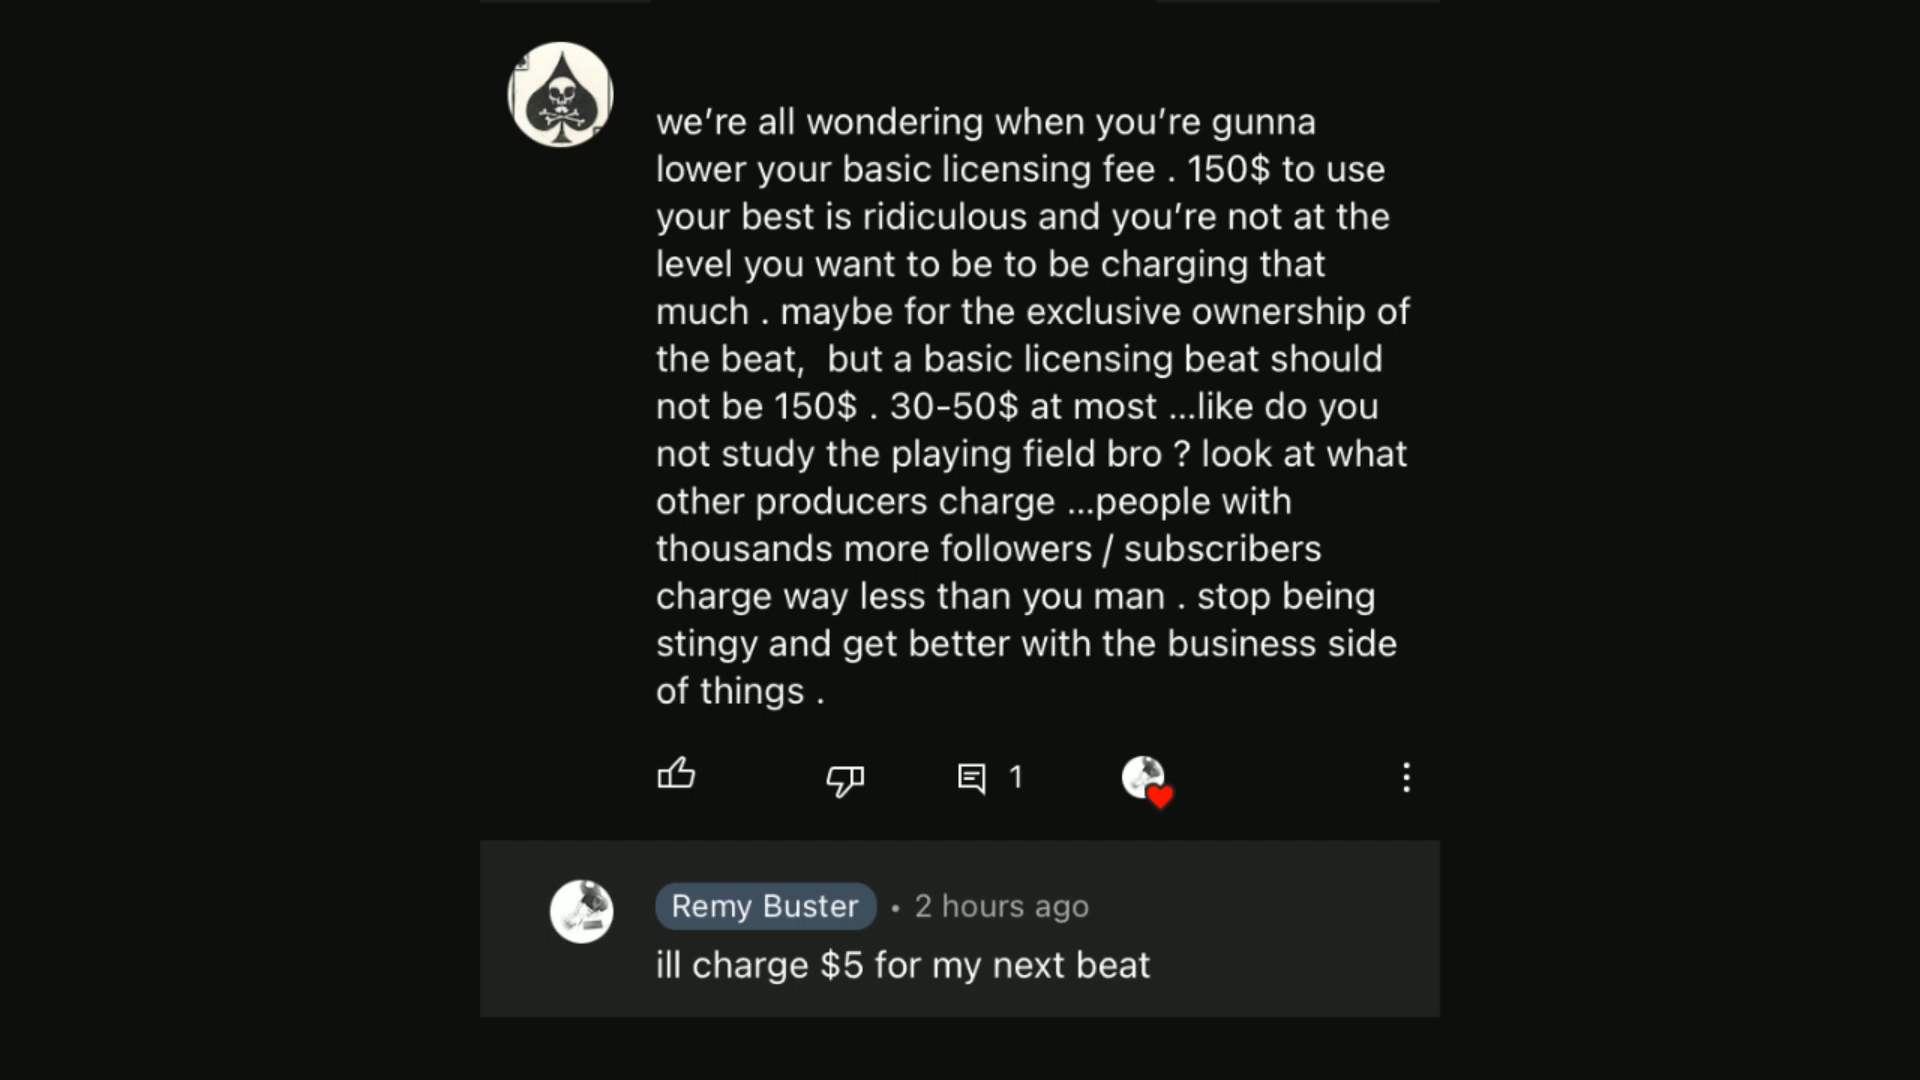 we’re all wondering when you’re gunna
lower your basic licensing fee . 150$ to use
your best is ridiculous and you’re not at the
level you want to be to be charging that
much . maybe for the exclusive ownership of
the beat,  but a basic licensing beat should
not be 150$ . 30-50$ at most ...like do you
not study the playing field bro ? look at what
other producers charge ...people with
thousands more followers / subscribers
charge way less than you man . stop being
stingy and get better with the business side
of things .
1
Remy Buster • 2 hours ago
ill charge $5 for my next beat